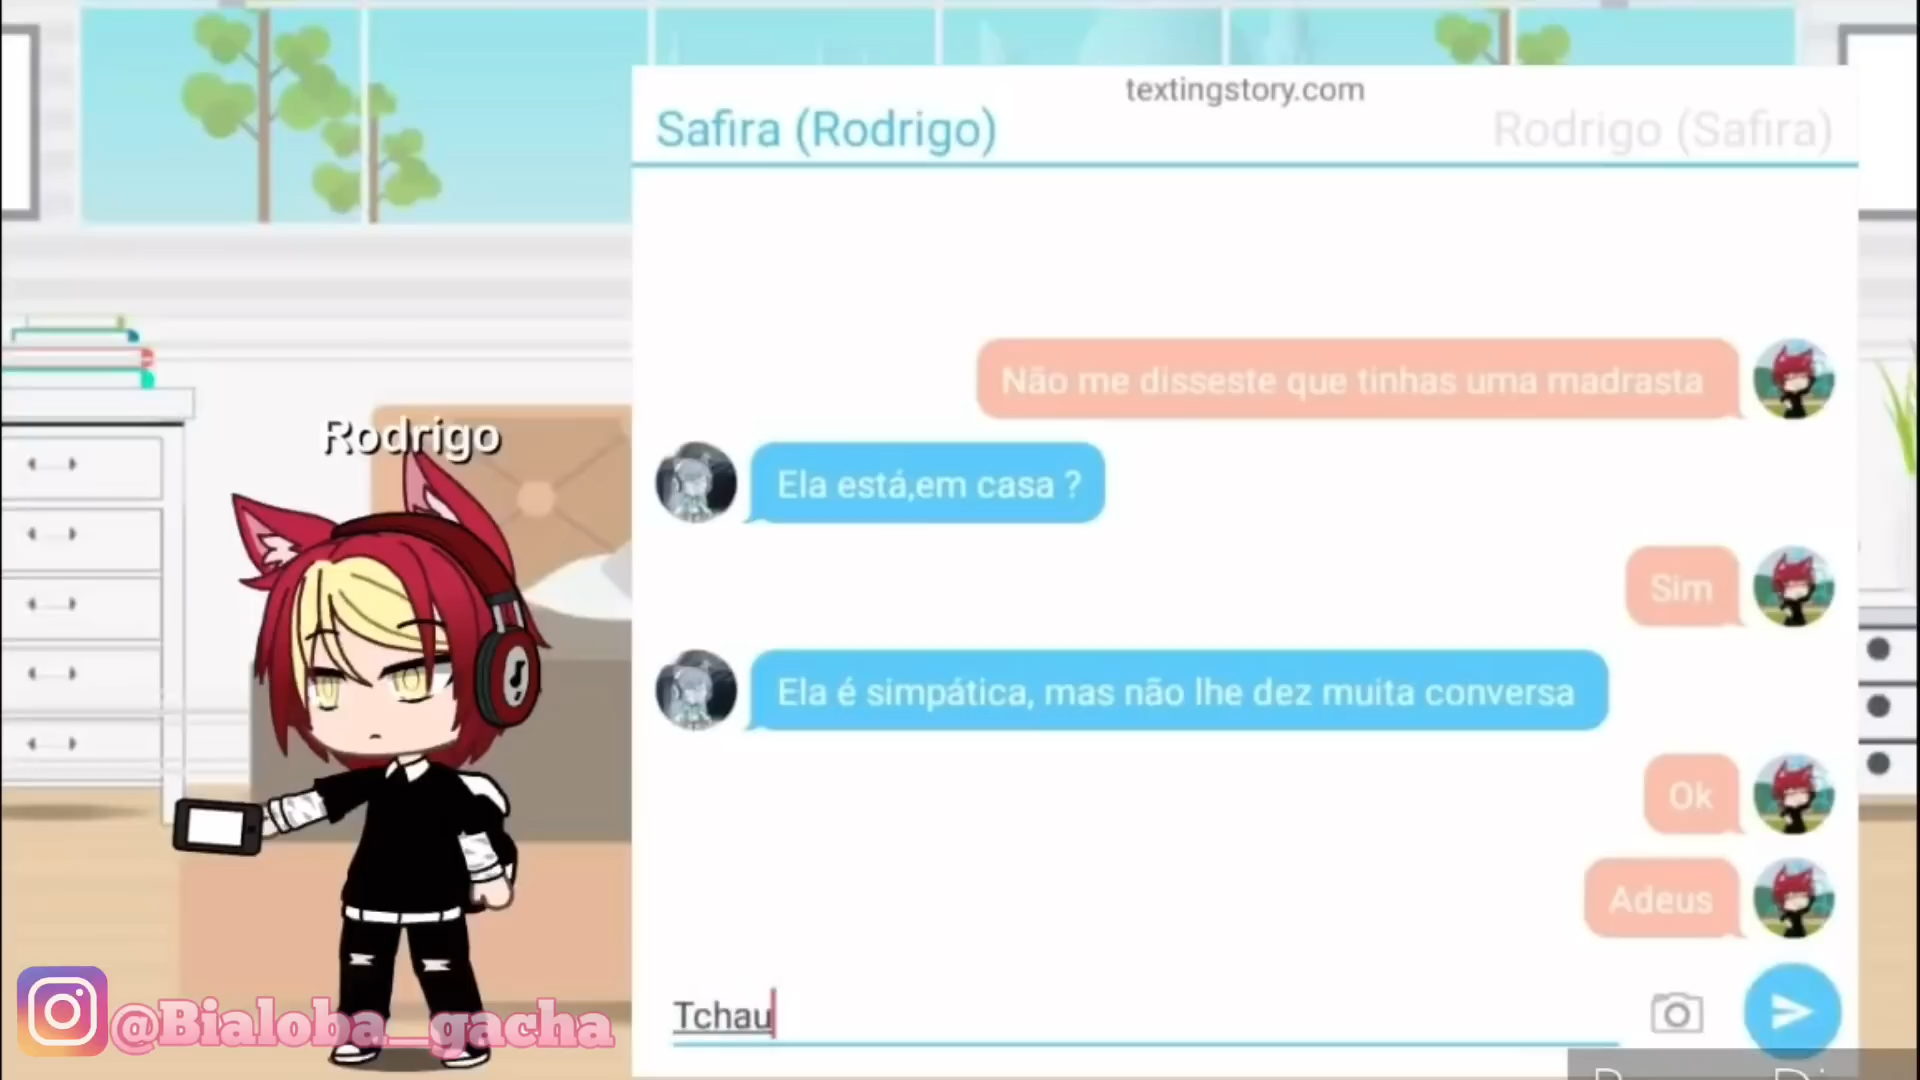 textingstory.com
Safira (Rodrigo)
Rodrigo (Safira)
Não me disseste que tinhas uma madrasta
Ela está,em casa ?
Sim
Rodrigo
Ela é simpática, mas não lhe dez muita conversa
Ok
Adeus
Tchau
@Bialoba_gacha